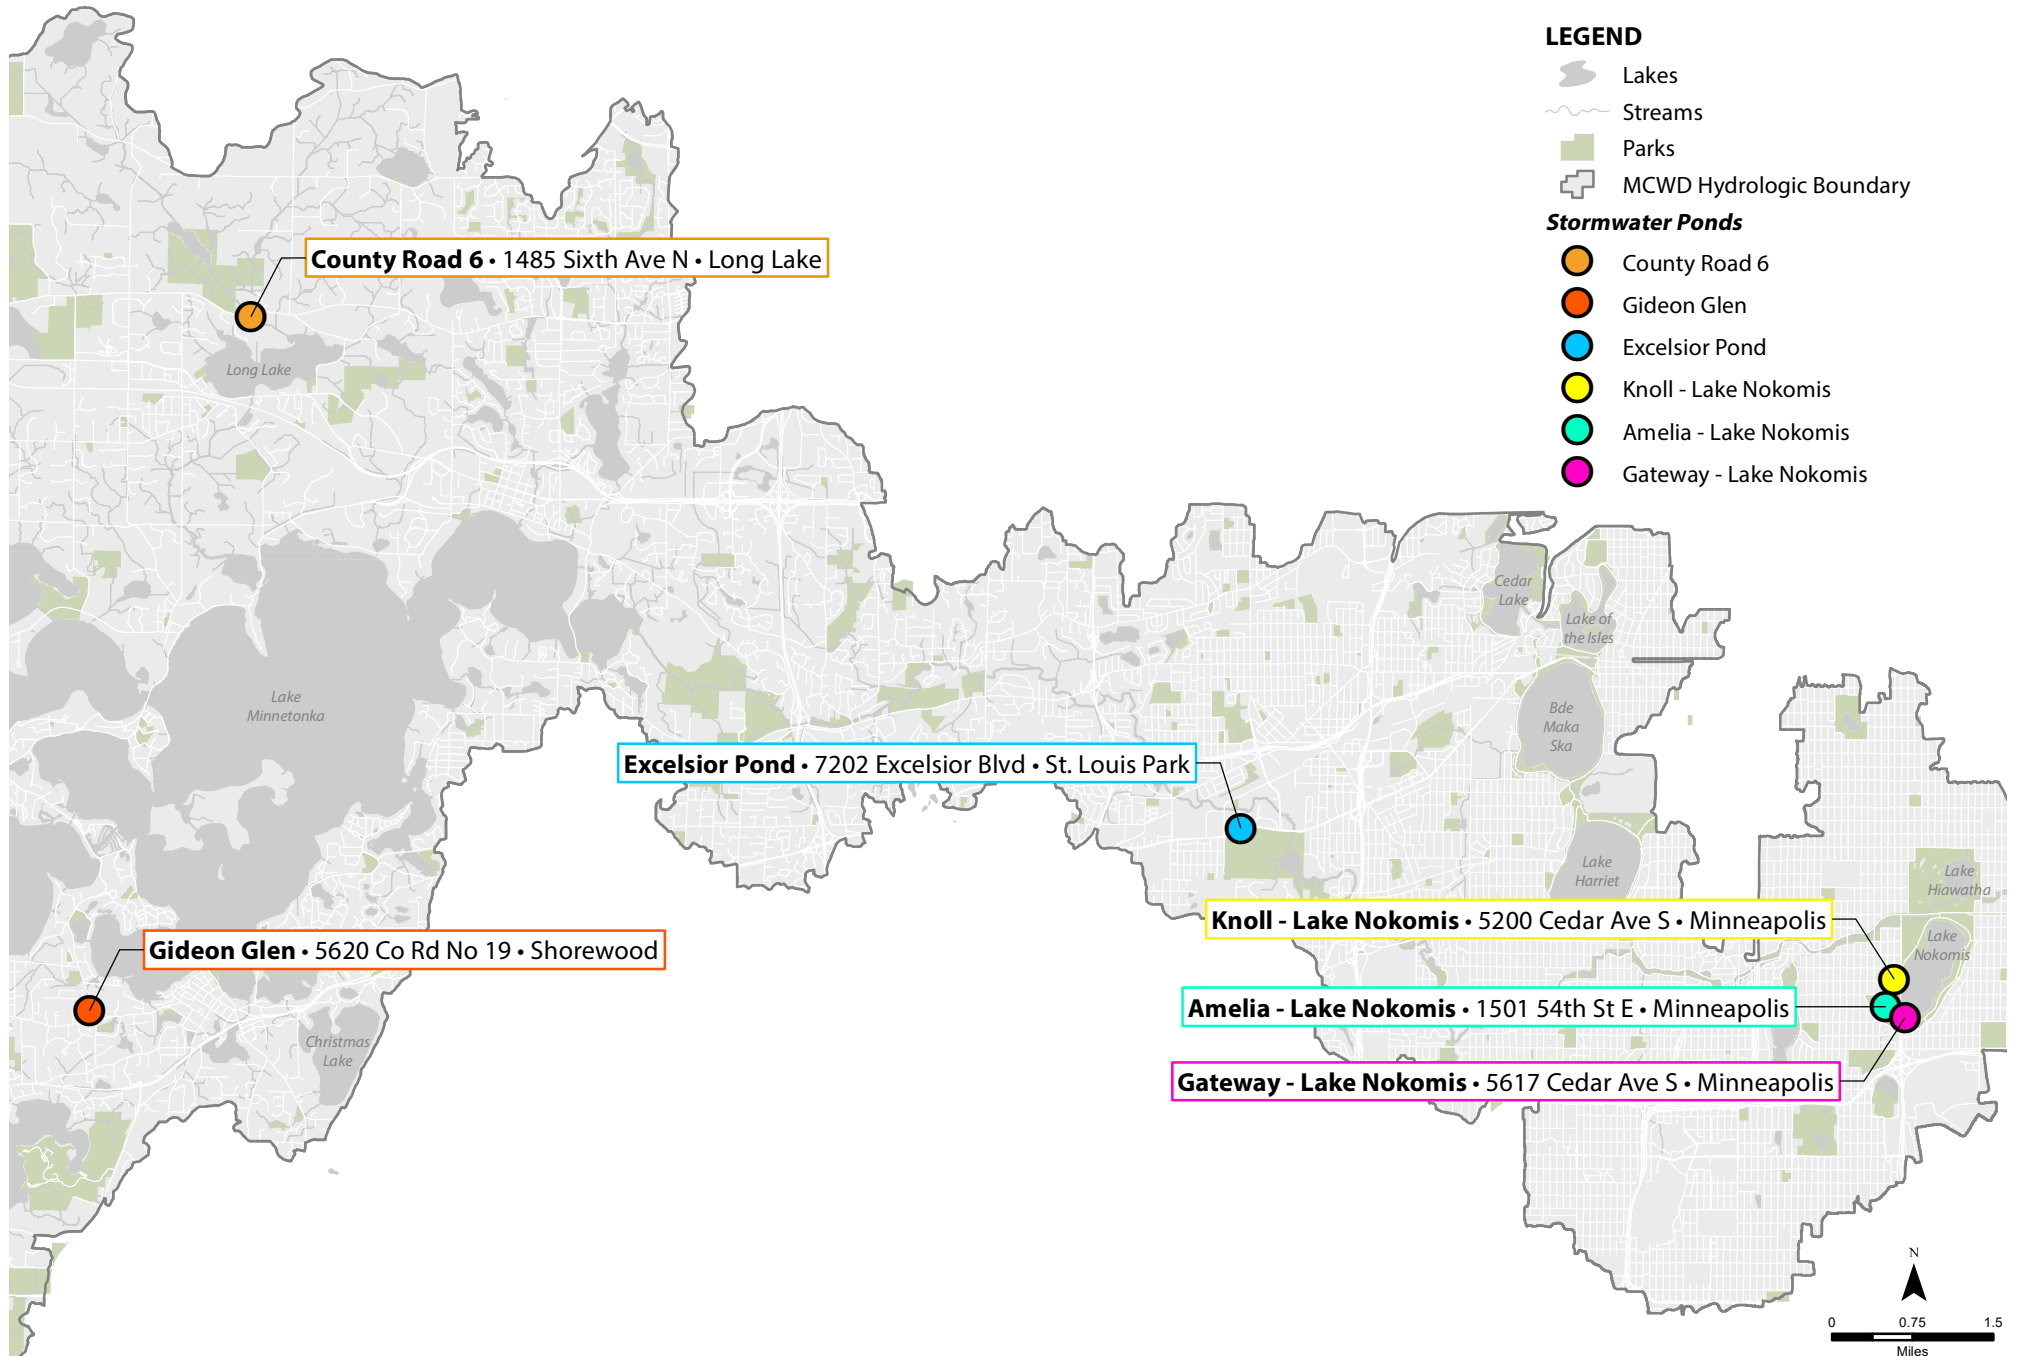 LEGEND
Lakes
Streams
Parks
MCWD Hydrologic Boundary
Stormwater Ponds
County Road 6
Gideon Glen
Excelsior Pond
Knoll - Lake Nokomis
Amelia - Lake Nokomis
Gateway - Lake Nokomis
County Road 6 • 1485 Sixth Ave N • Long Lake
Long Lake
Cedar
Lake
Lake of
the Isles
Lake
Minnetonka
Bde
Maka
Ska
Excelsior Pond • 7202 Excelsior Blvd • St. Louis Park
Lake
Harriet
Lake
Hiawatha
Knoll - Lake Nokomis • 5200 Cedar Ave S • Minneapolis
Lake
Nokomis
Gideon Glen • 5620 Co Rd No 19 • Shorewood
Amelia - Lake Nokomis • 1501 54th St E • Minneapolis
Christmas
Lake
Gateway - Lake Nokomis • 5617 Cedar Ave S • Minneapolis
N
0 0.75 1.5
Miles